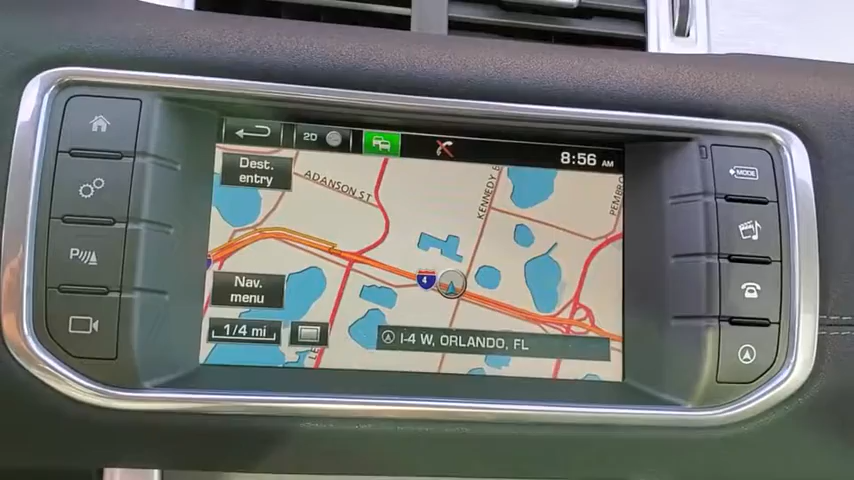 2D
8:56 AM
Dest.
entry
ADAMSON ST
KENNEDY B
PEMBRO
4
Nav.
menu
1/4 mi
I-4 W, ORLANDO, FL
MODE
P